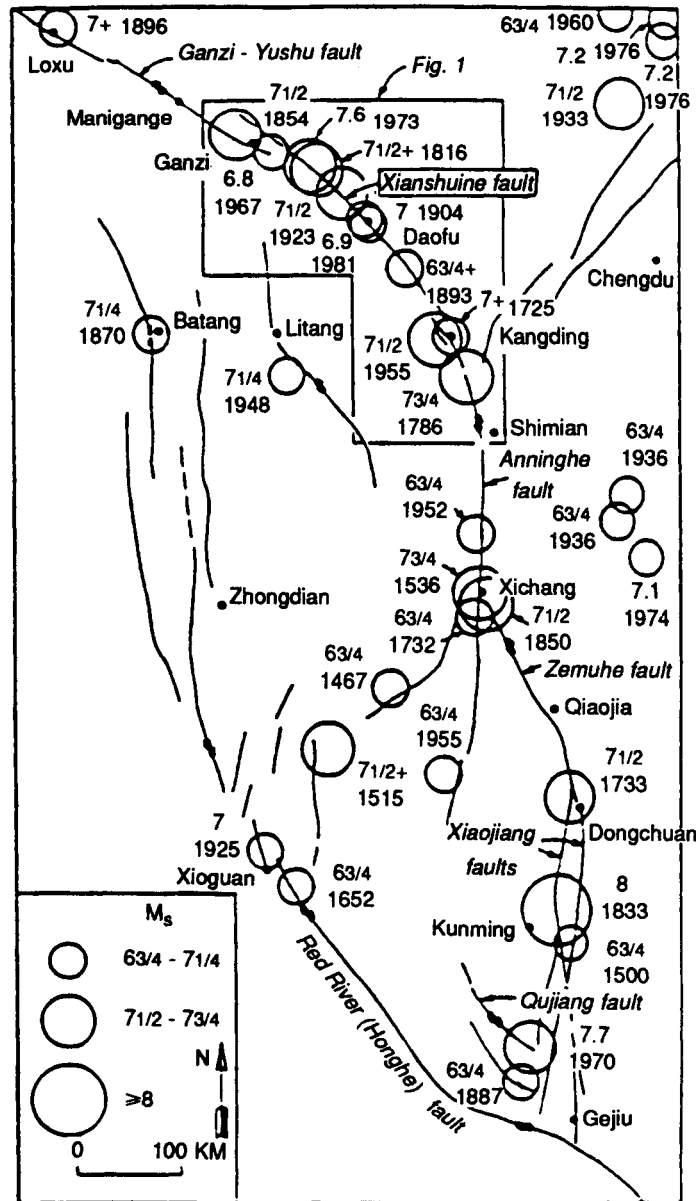 7+ 1896
Loxu
Ganzi - Yushu fault
63/4 1960
1976
7.2
7.2
1976
Fig. 1
Manigange
71/2
1854
7.6 1973
71/2
1933
Ganzi
71/2+ 1816
6.8
1967
Xianshuine fault
71/2
1923
7 1904
6.9
1981
Daofu
63/4+
1893
Chengdu
7+ 1725
71/4
1870
Batang
Litang
Kangding
71/2
1955
71/4
1948
73/4
1786
Shimian
Anninghe
fault
63/4
1936
63/4
1952
63/4
1936
73/4
1536
Xichang
7.1
1974
Zhongdian
63/4
1732
71/2
1850
63/4
1467
Zemuhe fault
Qiaojia
63/4
1955
71/2+
1515
71/2
1733
7
1925
Xiaojiang
faults
Dongchuan
Xioguan
63/4
1652
8
1833
Kunming
63/4
1500
Red River (Honghe) fault
Qujiang fault
7.7
1970
63/4
1887
Gejiu
Ms
63/4 - 71/4
71/2 - 73/4
≥8
N
0 100 KM